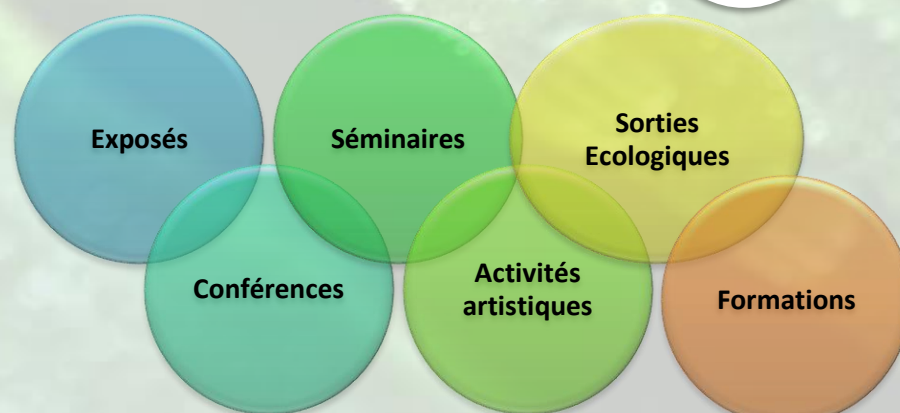 Exposés
Séminaires
Sorties
Ecologiques
Conférences
Activités
artistiques
Formations